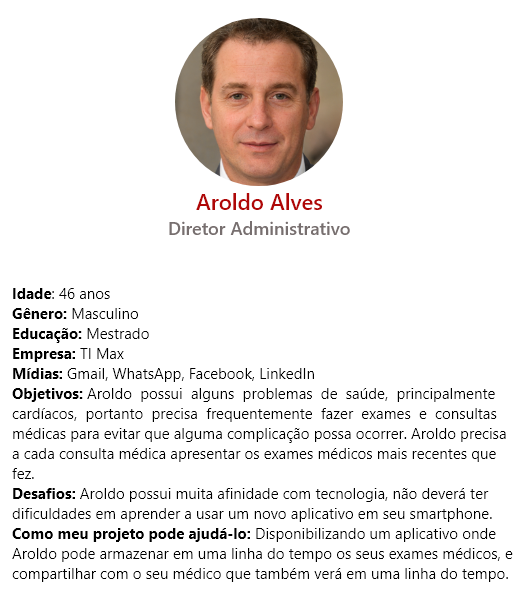 Aroldo Alves
Diretor Administrativo
Idade: 46 anos
Gênero: Masculino
Educação: Mestrado
Empresa: TI Max
Mídias: Gmail, WhatsApp, Facebook, LinkedIn
Objetivos: Aroldo possui alguns problemas de saúde, principalmente
cardíacos, portanto precisa frequentemente fazer exames e consultas
médicas para evitar que alguma complicação possa ocorrer. Aroldo precisa
a cada consulta médica apresentar os exames médicos mais recentes que
fez.
Desafios: Aroldo possui muita afinidade com tecnologia, não deverá ter
dificuldades em aprender a usar um novo aplicativo em seu smartphone.
Como meu projeto pode ajudá-lo: Disponibilizando um aplicativo onde
Aroldo pode armazenar em uma linha do tempo os seus exames médicos, e
compartilhar com o seu médico que também verá em uma linha do tempo.